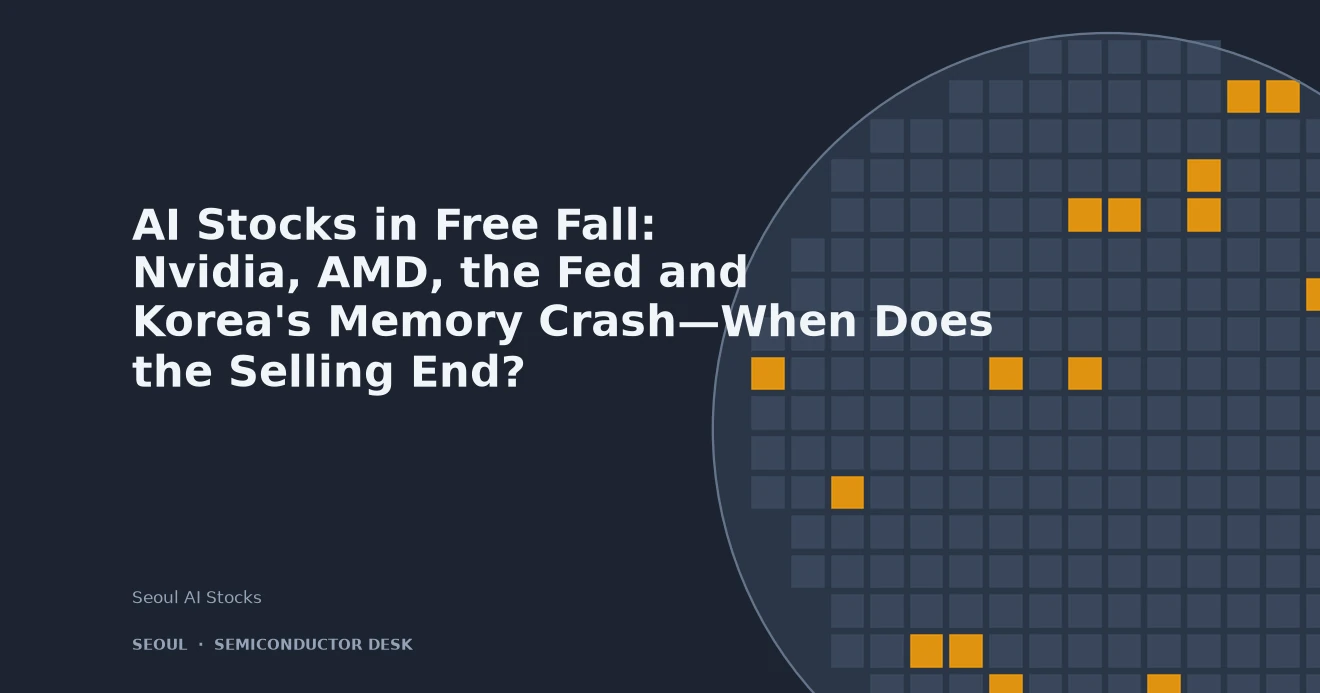 AI Stocks in Free Fall:
Nvidia, AMD, the Fed and
Korea's Memory Crash—When Does
the Selling End?
Seoul AI Stocks
SEOUL · SEMICONDUCTOR DESK